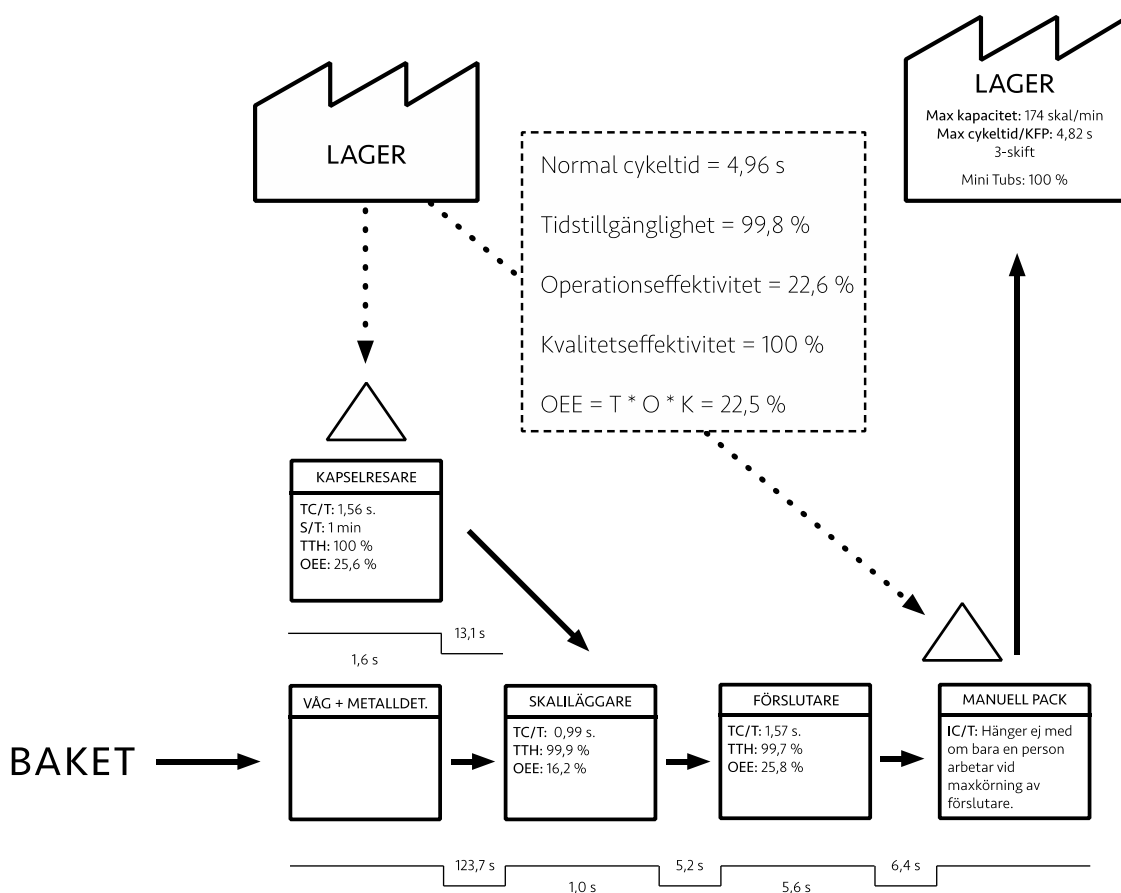 LAGER
LAGER
Max kapacitet: 174 skal/min
Max cykeltid/KFP: 4,82 s
3-skift
Mini Tubs: 100 %
Normal cykeltid = 4,96 s
Tidstillgänglighet = 99,8 %
Operationseffektivitet = 22,6 %
Kvalitetseffektivitet = 100 %
OEE = T * O * K = 22,5 %
KAPSELRESARE
TC/T: 1,56 s.
S/T: 1 min
TTH: 100 %
OEE: 25,6 %
13,1 s
1,6 s
BAKET
VÅG + METALLDET.
SKALILÄGGARE
TC/T: 0,99 s.
TTH: 99,9 %
OEE: 16,2 %
FÖRSLUTARE
TC/T: 1,57 s.
TTH: 99,7 %
OEE: 25,8 %
MANUELL PACK
IC/T: Hänger ej med
om bara en person
arbetar vid
maxkörning av
förslutare.
123,7 s
1,0 s
5,2 s
5,6 s
6,4 s